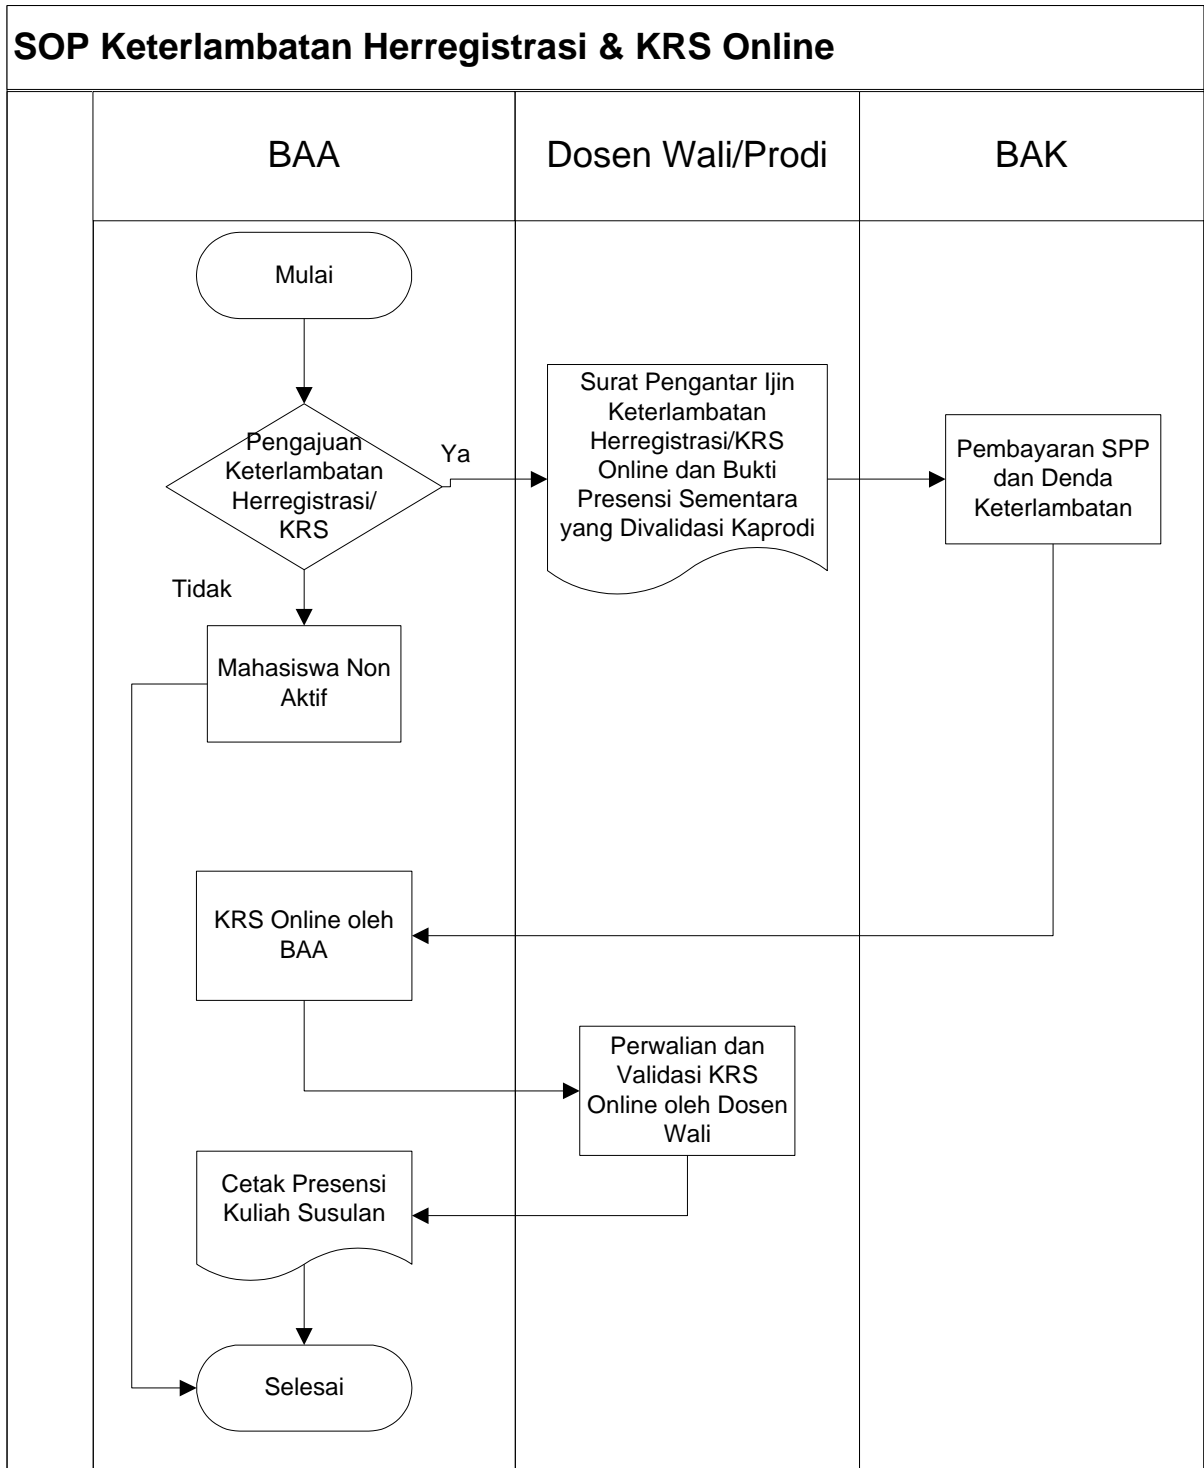 SOP Keterlambatan Herregistrasi & KRS Online
BAA
Dosen Wali/Prodi
BAK
Mulai
Pengajuan
Keterlambatan
Herregistrasi/
KRS
Ya
Surat Pengantar Ijin
Keterlambatan
Herregistrasi/KRS
Online dan Bukti
Presensi Sementara
yang Divalidasi Kaprodi
Pembayaran SPP
dan Denda
Keterlambatan
Tidak
Mahasiswa Non
Aktif
KRS Online oleh
BAA
Perwalian dan
Validasi KRS
Online oleh Dosen
Wali
Cetak Presensi
Kuliah Susulan
Selesai